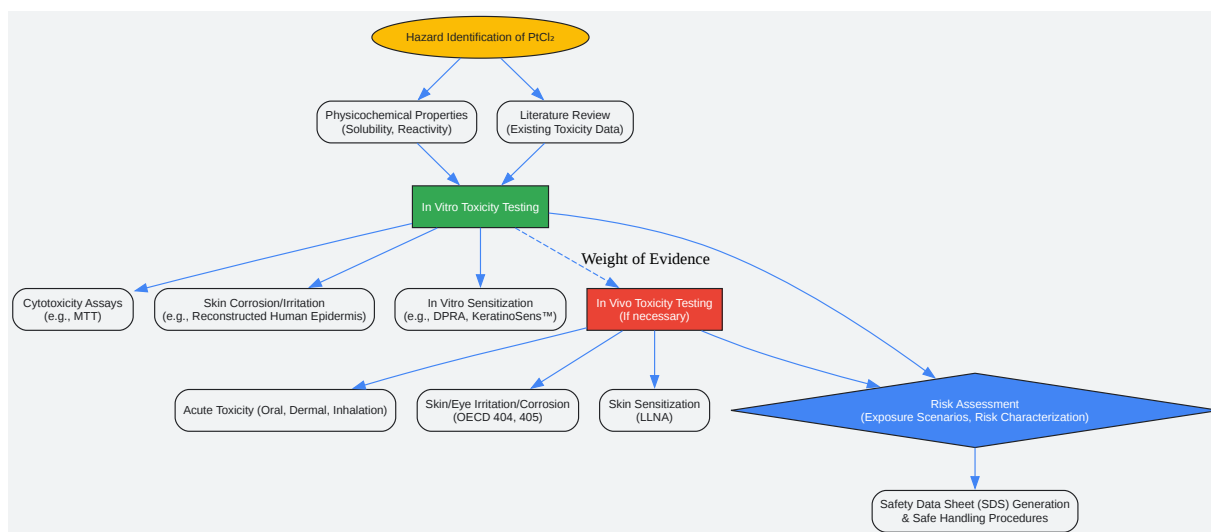 Hazard Identification of PtCl₂
Physicochemical Properties
(Solubility, Reactivity)
Literature Review
(Existing Toxicity Data)
In Vitro Toxicity Testing
Weight of Evidence
Cytotoxicity Assays
(e.g., MTT)
Skin Corrosion/Irritation
(e.g., Reconstructed Human Epidermis)
In Vitro Sensitization
(e.g., DPRA, KeratinoSens™)
In Vivo Toxicity Testing
(If necessary)
Acute Toxicity (Oral, Dermal, Inhalation)
Skin/Eye Irritation/Corrosion
(OECD 404, 405)
Skin Sensitization
(LLNA)
Risk Assessment
(Exposure Scenarios, Risk Characterization)
Safety Data Sheet (SDS) Generation
& Safe Handling Procedures